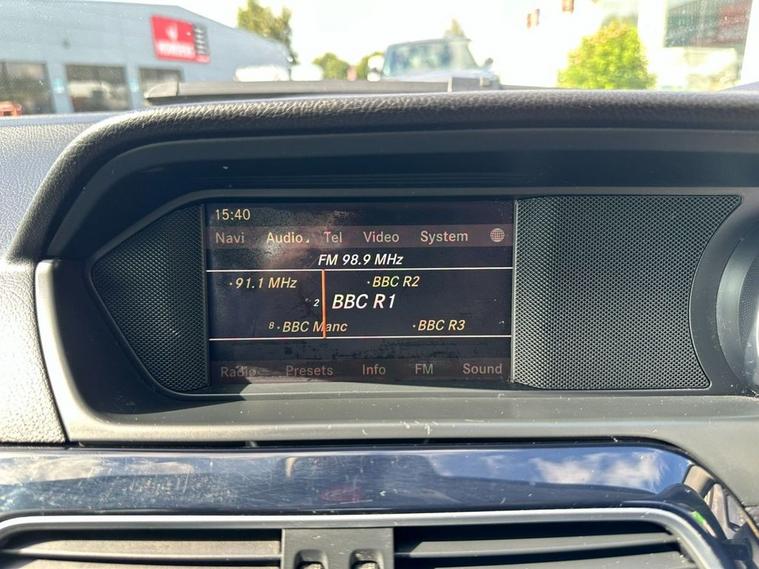 15:40
Navi Audio Tel Video System
FM 98.9 MHz
·91.1 MHz ·BBC R2
2 BBC R1
8·BBC Manc ·BBC R3
Radio Presets Info FM Sound